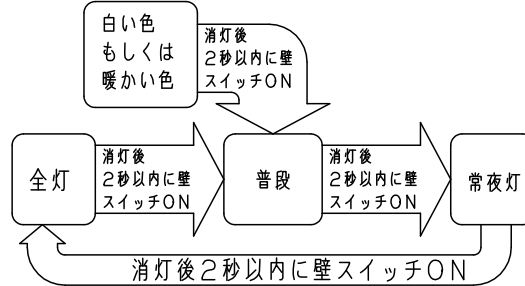 白い色
もしくは
暖かい色
消灯後
2秒以内に壁
スイッチON
全灯
消灯後
2秒以内に壁
スイッチON
普段
消灯後
2秒以内に壁
スイッチON
常夜灯
消灯後2秒以内に壁スイッチON